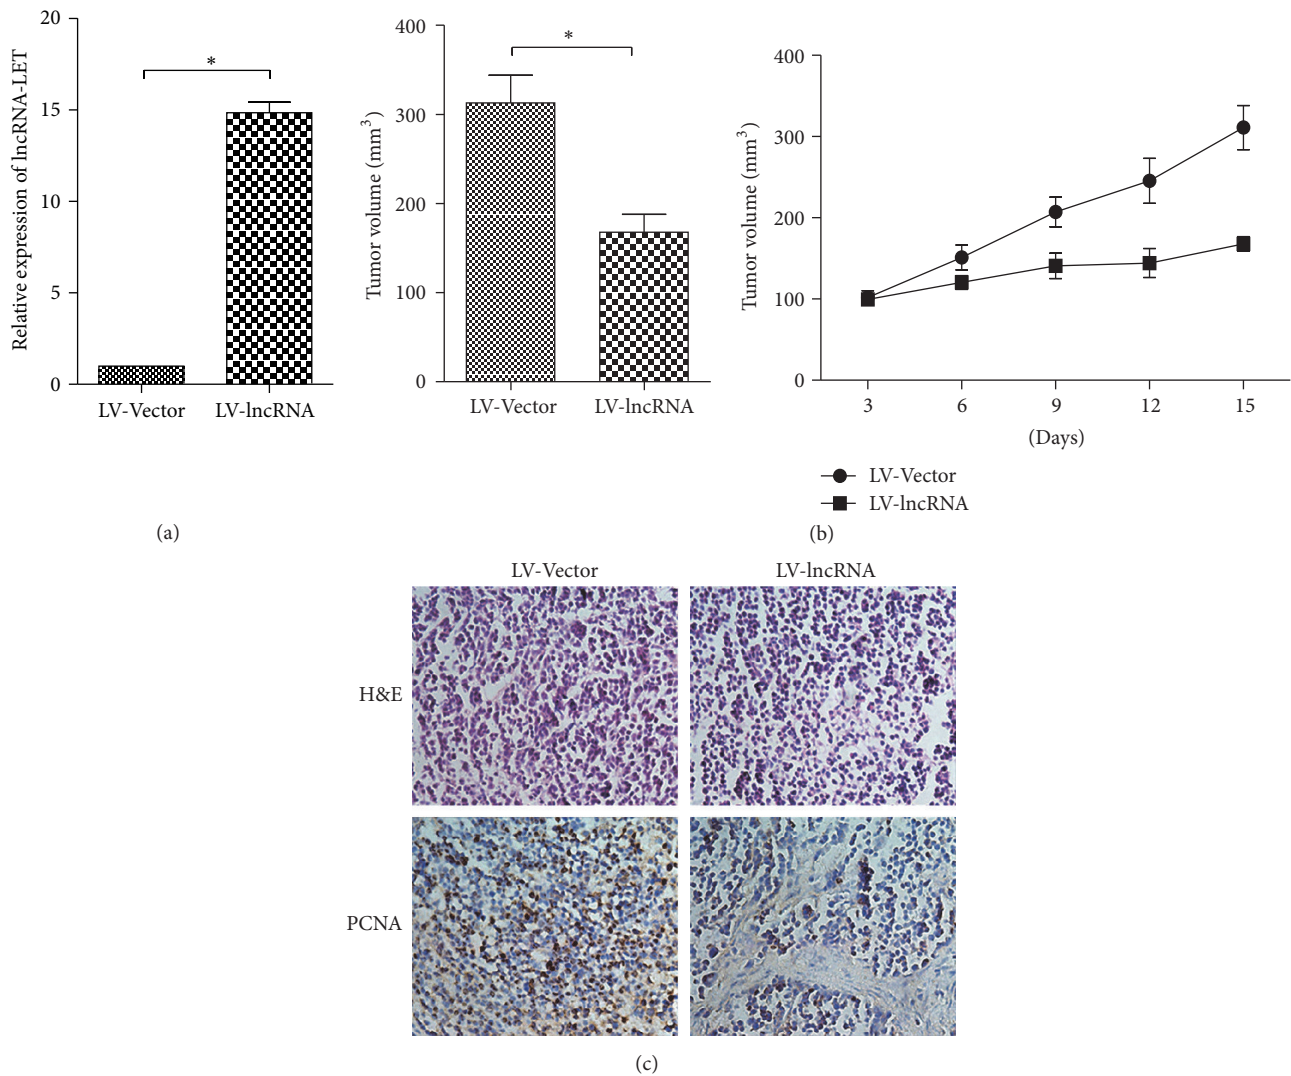 Relative expression of lncRNA-LET
20
15
10
5
0
*
LV-Vector
LV-lncRNA
(a)
Tumor volume (mm³)
400
300
200
100
0
*
LV-Vector
LV-lncRNA
Tumor volume (mm³)
400
300
200
100
0
3
6
9
12
15
(Days)
LV-Vector
LV-lncRNA
(b)
LV-Vector
LV-lncRNA
H&E
PCNA
(c)